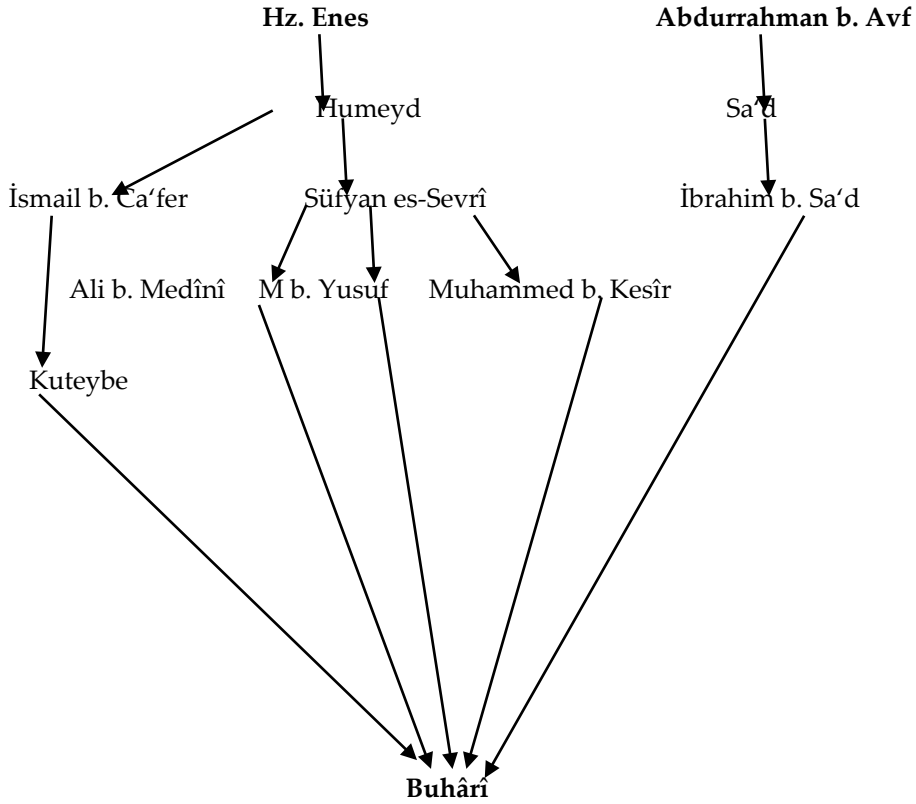 Hz. Enes Abdurrahman b. Avf
Humeyd Sa‘d
İsmail b. Ca‘fer Süfyan es-Sevrî İbrahim b. Sa‘d
Ali b. Medînî M b. Yusuf Muhammed b. Kesîr
Kuteybe
Buhârî